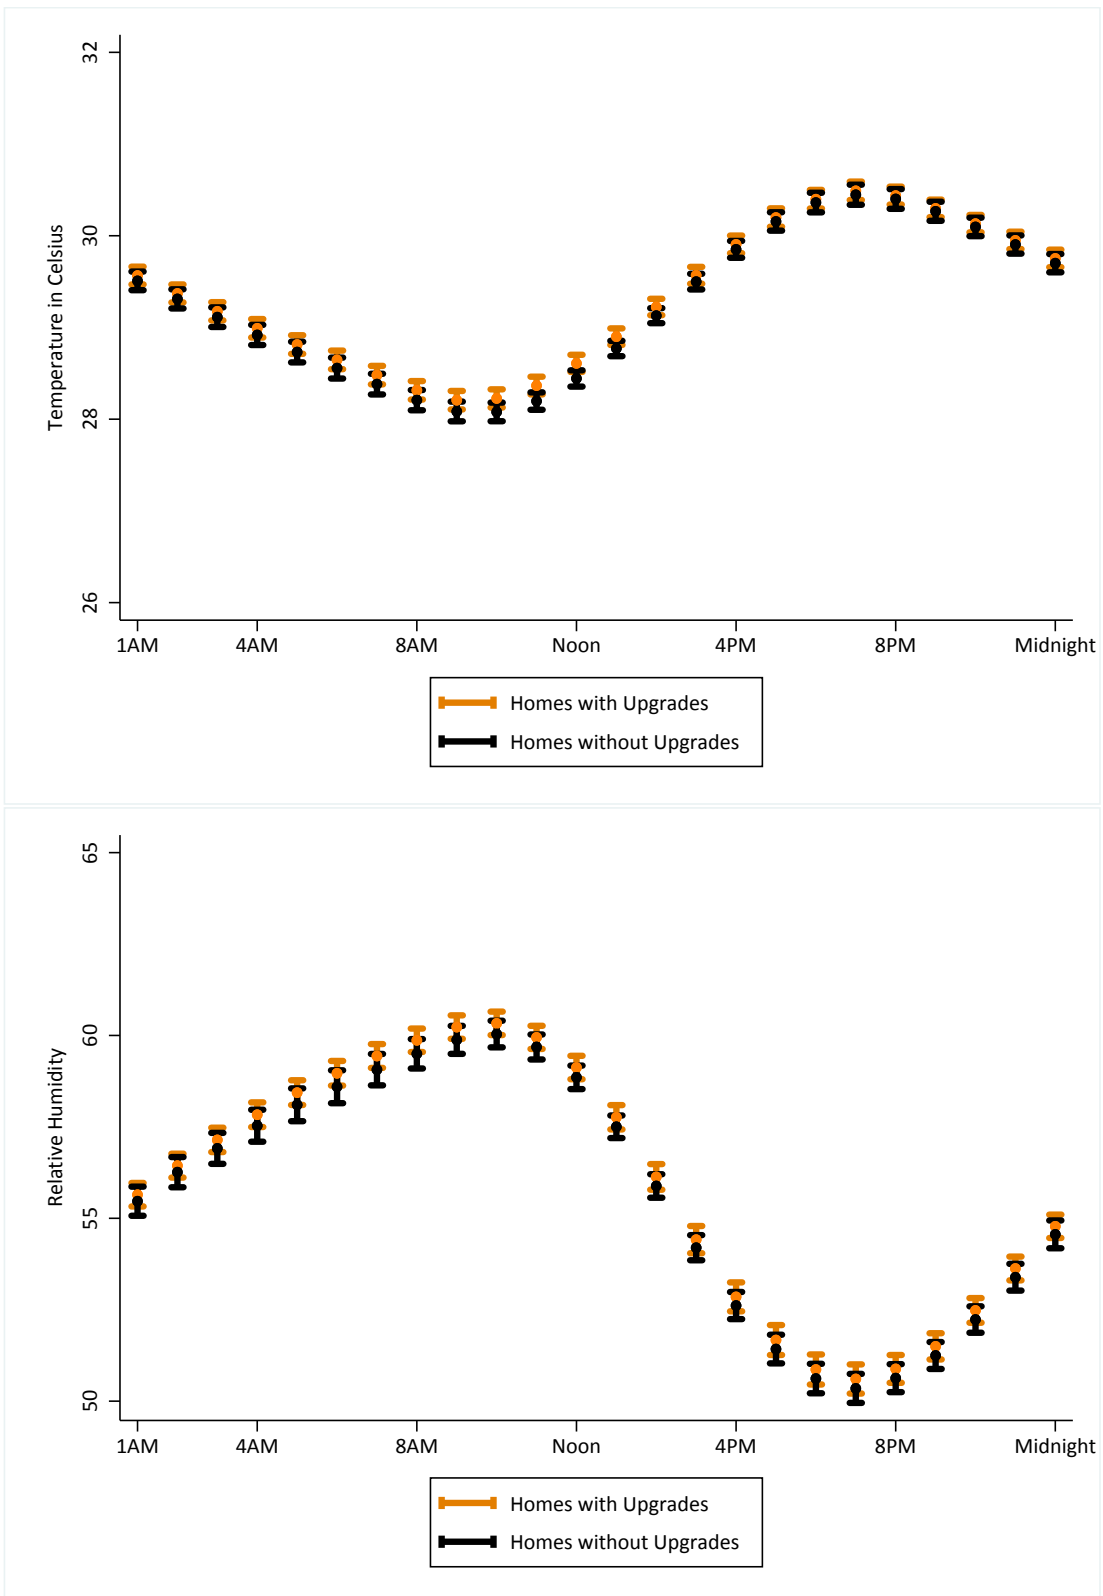 Temperature in Celsius
32
30
28
26
1AM 4AM 8AM Noon 4PM 8PM Midnight
Homes with Upgrades
Homes without Upgrades
Relative Humidity
65
60
55
50
1AM 4AM 8AM Noon 4PM 8PM Midnight
Homes with Upgrades
Homes without Upgrades